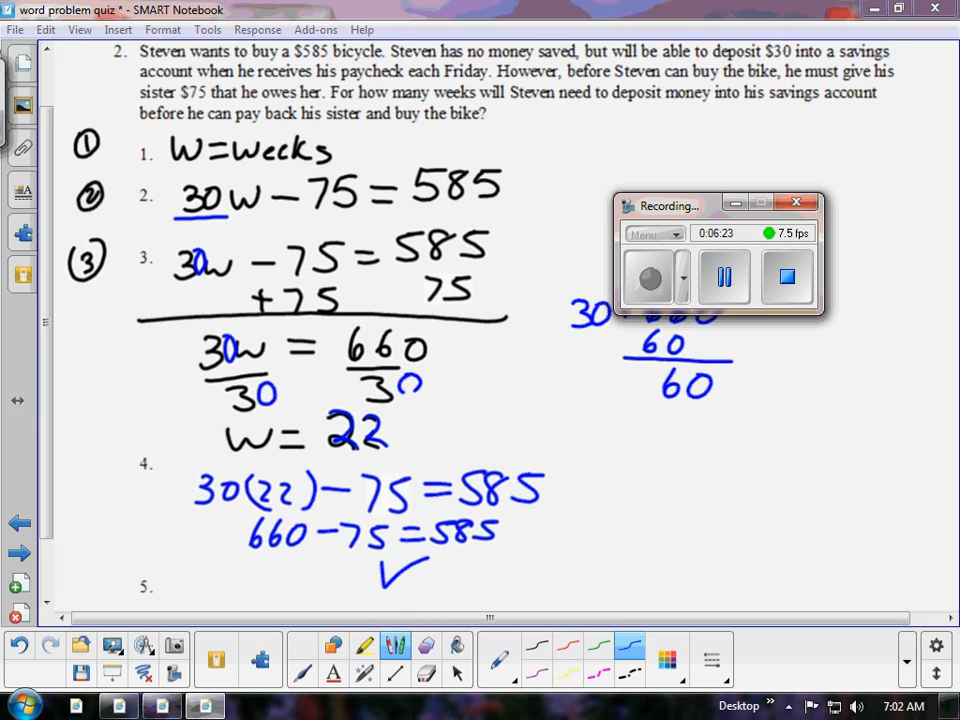 word problem quiz * - SMART Notebook
File Edit View Insert Format Tools Response Add-ons Help
2. Steven wants to buy a $585 bicycle. Steven has no money saved, but will be able to deposit $30 into a savings
account when he receives his paycheck each Friday. However, before Steven can buy the bike, he must give his
sister $75 that he owes her. For how many weeks will Steven need to deposit money into his savings account
before he can pay back his sister and buy the bike?
① 1. W=weeks
② 2. 30W-75=585
③ 3. 30w-75=585
+75 75
30w = 660
30 30
W= 22
4.
30(22)-75=585
660-75=585
✓
5.
Recording...
Menu 0:06:23 7.5 fps
30
60
60
Desktop » 7:02 AM